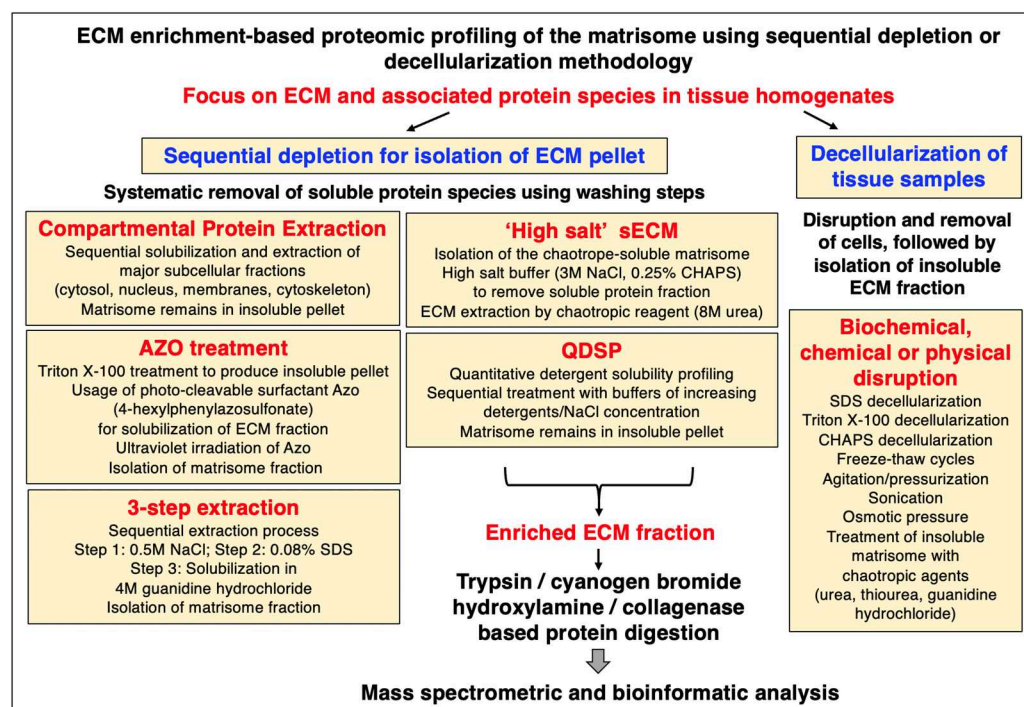 ECM enrichment-based proteomic profiling of the matrisome using sequential depletion or
decellularization methodology
Focus on ECM and associated protein species in tissue homogenates
Sequential depletion for isolation of ECM pellet
Systematic removal of soluble protein species using washing steps
Compartmental Protein Extraction
Sequential solubilization and extraction of
major subcellular fractions
(cytosol, nucleus, membranes, cytoskeleton)
Matrisome remains in insoluble pellet
AZO treatment
Triton X-100 treatment to produce insoluble pellet
Usage of photo-cleavable surfactant Azo
(4-hexylphenylazosulfonate)
for solubilization of ECM fraction
Ultraviolet irradiation of Azo
Isolation of matrisome fraction
3-step extraction
Sequential extraction process
Step 1: 0.5M NaCl; Step 2: 0.08% SDS
Step 3: Solubilization in
4M guanidine hydrochloride
Isolation of matrisome fraction
‘High salt’ sECM
Isolation of the chaotrope-soluble matrisome
High salt buffer (3M NaCl, 0.25% CHAPS)
to remove soluble protein fraction
ECM extraction by chaotropic reagent (8M urea)
QDSP
Quantitative detergent solubility profiling
Sequential treatment with buffers of increasing
detergents/NaCl concentration
Matrisome remains in insoluble pellet
Enriched ECM fraction
Trypsin / cyanogen bromide
hydroxylamine / collagenase
based protein digestion
Mass spectrometric and bioinformatic analysis
Decellularization of
tissue samples
Disruption and removal
of cells, followed by
isolation of insoluble
ECM fraction
Biochemical,
chemical or physical
disruption
SDS decellularization
Triton X-100 decellularization
CHAPS decellularization
Freeze-thaw cycles
Agitation/pressurization
Sonication
Osmotic pressure
Treatment of insoluble
matrisome with
chaotropic agents
(urea, thiourea, guanidine
hydrochloride)